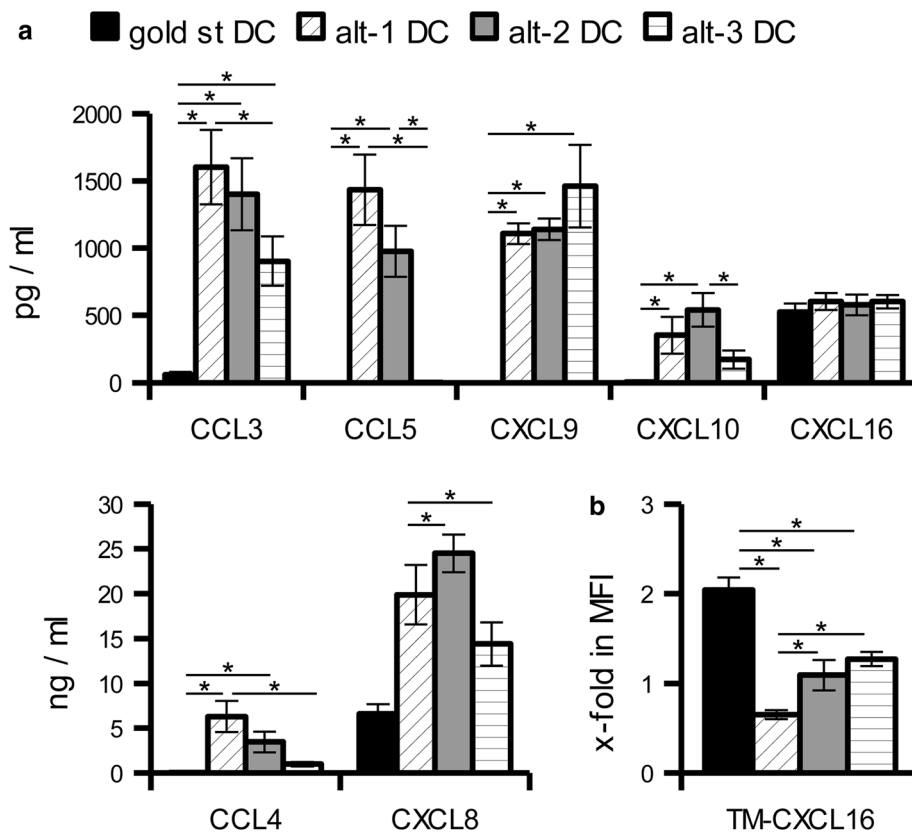 a gold st DC alt-1 DC alt-2 DC alt-3 DC
pg / ml
2000
1500
1000
500
0
* * * *
* * * *
* * *
* * *
CCL3 CCL5 CXCL9 CXCL10 CXCL16
ng / ml
30
25
20
15
10
5
0
* * *
* *
CCL4 CXCL8
b
x-fold in MFI
3
2
1
0
* * *
* *
TM-CXCL16